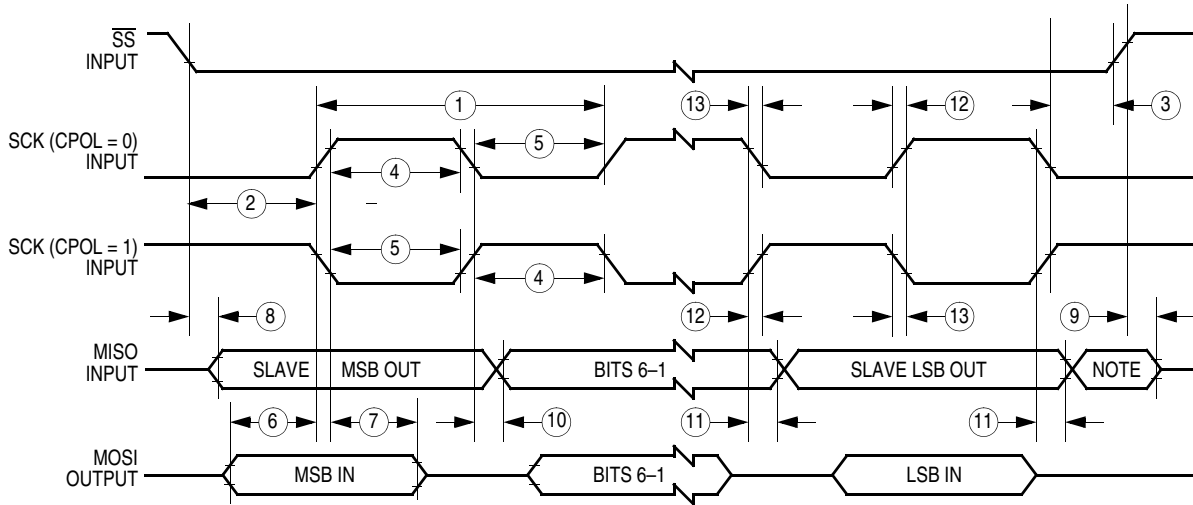 SS
INPUT
1
13
12
3
SCK (CPOL = 0)
INPUT
5
4
2
SCK (CPOL = 1)
INPUT
5
4
8
12
13
9
MISO
INPUT
SLAVE MSB OUT
BITS 6–1
SLAVE LSB OUT
NOTE
6
7
10
11
11
MOSI
OUTPUT
MSB IN
BITS 6–1
LSB IN